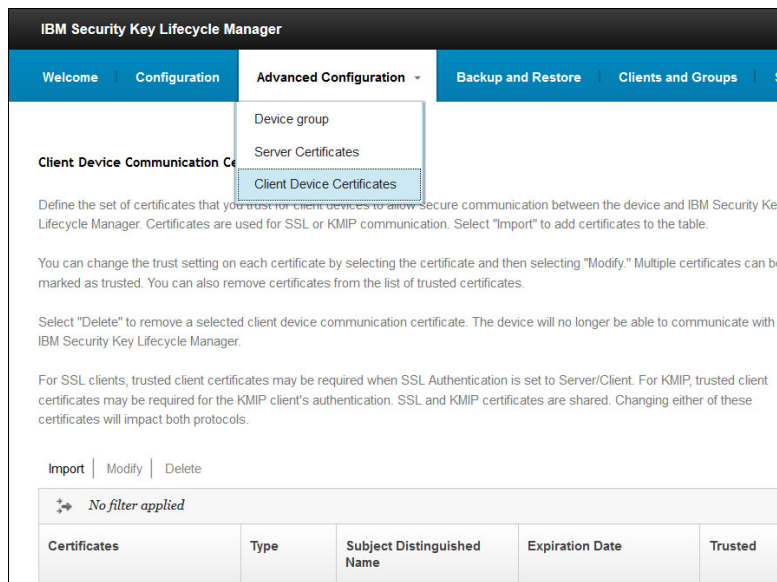 IBM Security Key Lifecycle Manager
Welcome Configuration Advanced Configuration Backup and Restore Clients and Groups
Device group
Server Certificates
Client Device Certificates
Client Device Communication Ce
Define the set of certificates that you trust for client devices to allow secure communication between the device and IBM Security Ke
Lifecycle Manager. Certificates are used for SSL or KMIP communication. Select "Import" to add certificates to the table.
You can change the trust setting on each certificate by selecting the certificate and then selecting "Modify." Multiple certificates can be
marked as trusted. You can also remove certificates from the list of trusted certificates.
Select "Delete" to remove a selected client device communication certificate. The device will no longer be able to communicate with
IBM Security Key Lifecycle Manager.
For SSL clients, trusted client certificates may be required when SSL Authentication is set to Server/Client. For KMIP, trusted client
certificates may be required for the KMIP client's authentication. SSL and KMIP certificates are shared. Changing either of these
certificates will impact both protocols.
Import Modify Delete
No filter applied
Certificates Type Subject Distinguished Expiration Date Trusted
Name